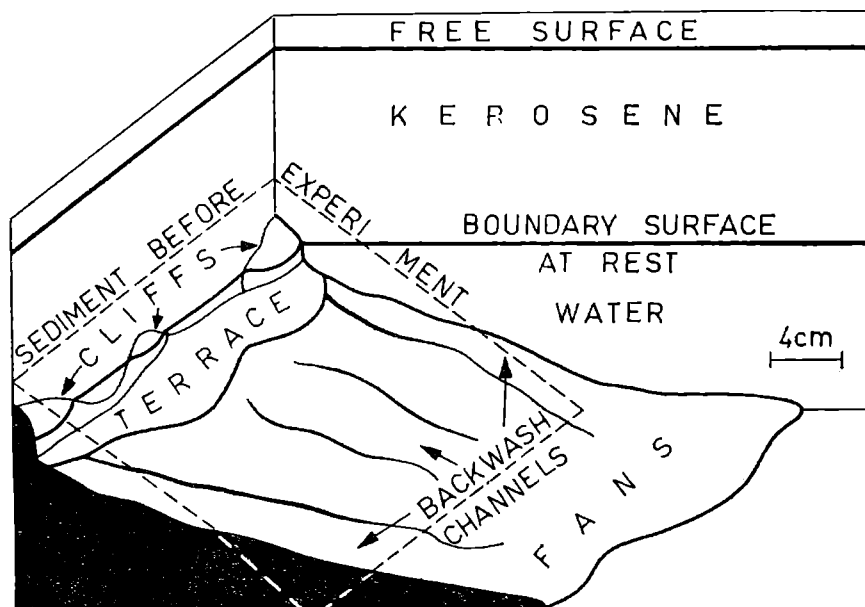 FREE SURFACE
KEROSENE
SEDIMENT BEFORE EXPERIMENT
BOUNDARY SURFACE
AT REST
WATER
4cm
CLIFFS
TERRACE
BACKWASH
CHANNELS
FANS